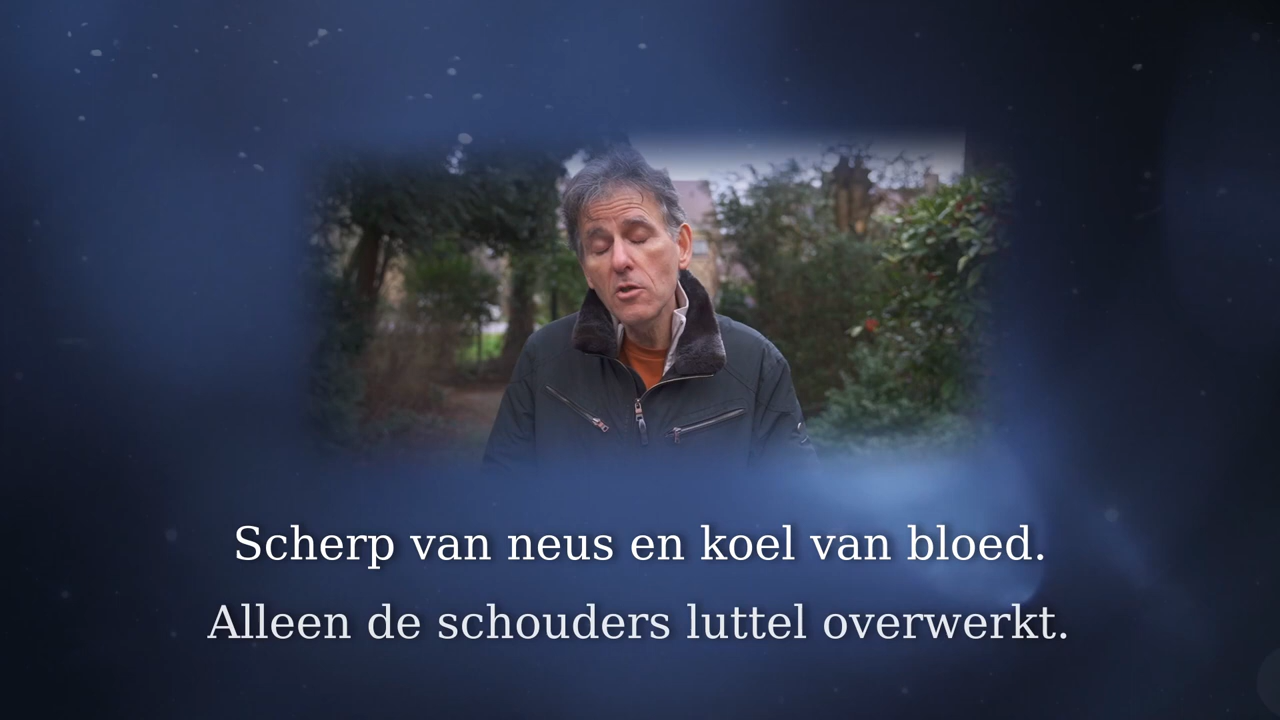 Scherp van neus en koel van bloed.
Alleen de schouders luttel overwerkt.